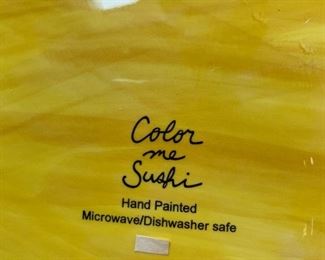 Color
me
Sushi
Hand Painted
Microwave/Dishwasher safe